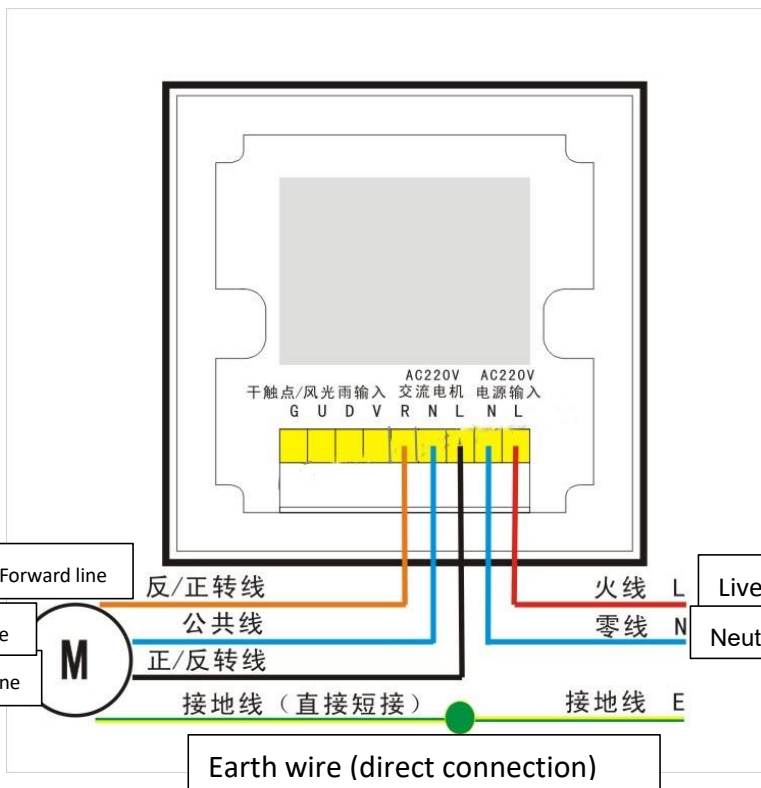 AC220V AC220V
干触点/风光雨输入 交流电机 电源输入
G U D V R N L N L
Forward line
反/正转线
火线 L
Live
公共线
零线 N
Neut
M
正/反转线
接地线（直接短接）
接地线 E
Earth wire (direct connection)